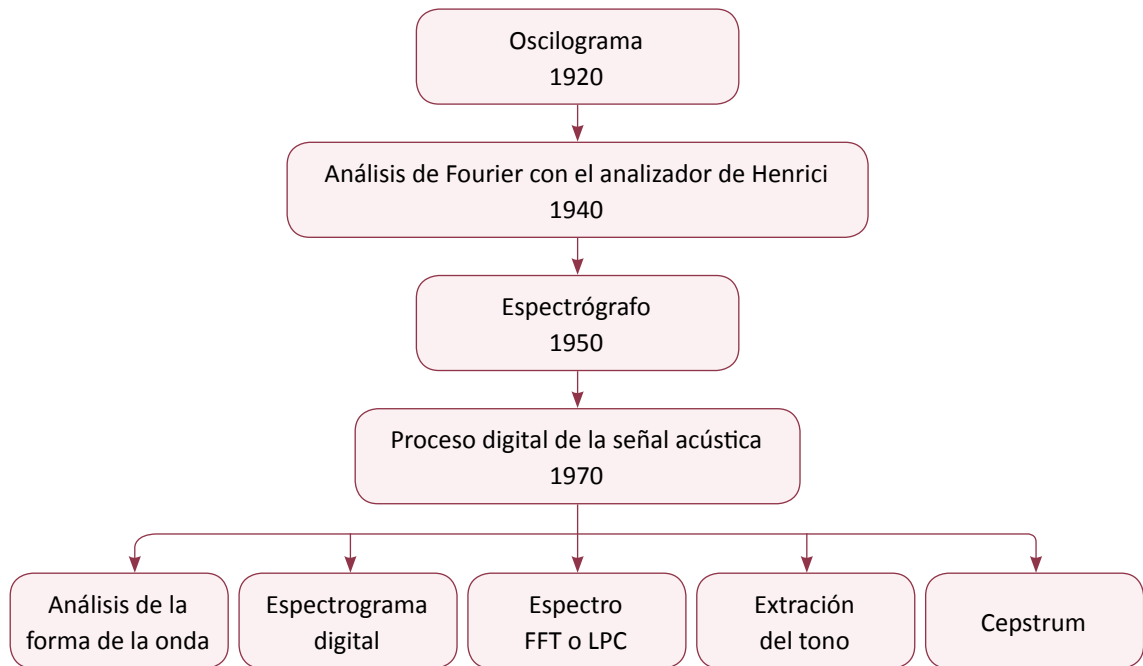 Oscilograma
1920
Análisis de Fourier con el analizador de Henrici
1940
Espectrógrafo
1950
Proceso digital de la señal acústica
1970
Análisis de la
forma de la onda
Espectrograma
digital
Espectro
FFT o LPC
Extración
del tono
Cepstrum